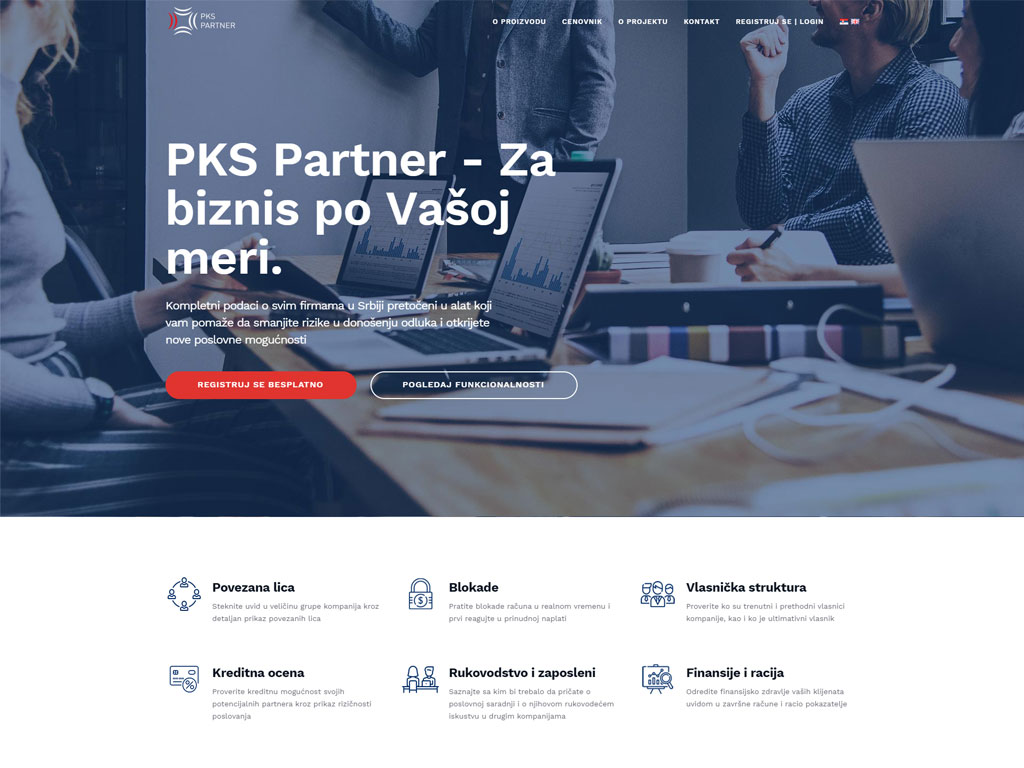 PKS
PARTNER
O PROIZVODU
CENOVNIK
O PROJEKTU
KONTAKT
REGISTRUJ SE | LOGIN
PKS Partner - Za
biznis po Vašoj
meri.
Kompletni podaci o svim firmama u Srbiji pretočeni u alat koji
vam pomaže da smanjite rizike u donošenju odluka i otkrijete
nove poslovne mogućnosti
REGISTRUJ SE BESPLATNO
POGLEDAJ FUNKCIONALNOSTI
Povezana lica
Steknite uvid u veličinu grupe kompanija kroz
detaljan prikaz povezanih lica
Blokade
Pratite blokade računa u realnom vremenu i
prvi reagujte u prinudnoj naplati
Vlasnička struktura
Proverite ko su trenutni i prethodni vlasnici
kompanije, kao i ko je ultimativni vlasnik
Kreditna ocena
Proverite kreditnu mogućnost svojih
potencijalnih partnera kroz prikaz rizičnosti
poslovanja
Rukovodstvo i zaposleni
Saznajte sa kim bi trebalo da pričate o
poslovnoj saradnji i o njihovom rukovodećem
iskustvu u drugim kompanijama
Finansije i racija
Odredite finansijsko zdravlje vaših klijenata
uvidom u završne račune i racio pokazatelje